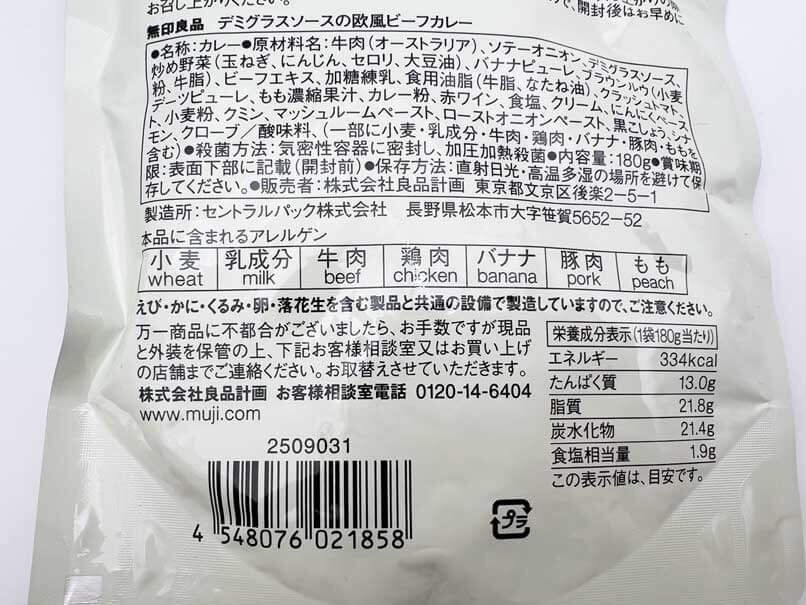 お召し上がりください。
で、開封後はお早めに
無印良品 デミグラスソースの欧風ビーフカレー
●名称:カレー●原材料名:牛肉(オーストラリア)、ソテーオニオン、デミグラスソース、
炒め野菜(玉ねぎ、にんじん、セロリ、大豆油)、バナナピューレ、ブラウンルウ(小麦
粉、牛脂)、ビーフエキス、加糖練乳、食用油脂(牛脂、なたね油)、クラッシュトマト、
デーツピューレ、もも濃縮果汁、カレー粉、赤ワイン、食塩、クリーム、にんにくペース
ト、小麦粉、クミン、マッシュルームペースト、ローストオニオンペースト、黒こしょう、シナ
モン、クローブ/酸味料、(一部に小麦・乳成分・牛肉・鶏肉・バナナ・豚肉・ももを
含む)●殺菌方法:気密性容器に密封し、加圧加熱殺菌●内容量:180g●賞味期
限:表面下部に記載(開封前)●保存方法:直射日光・高温多湿の場所を避けて保
存してください。●販売者:株式会社良品計画 東京都文京区後楽2-5-1
製造所:セントラルパック株式会社 長野県松本市大字笹賀5652-52
本品に含まれるアレルゲン
小麦 乳成分 牛肉 鶏肉 バナナ 豚肉 もも
wheat milk beef chicken banana pork peach
えび・かに・くるみ・卵・落花生を含む製品と共通の設備で製造していますので、ご注意ください。
万一商品に不都合がございましたら、お手数ですが現品
と外装を保管の上、下記お客様相談室又はお買い上げ
の店舗までご連絡ください。お取替えさせていただきます。
株式会社良品計画 お客様相談室電話 0120-14-6404
www.muji.com
栄養成分表示(1袋180g当たり)
エネルギー 334kcal
たんぱく質 13.0g
脂質 21.8g
炭水化物 21.4g
食塩相当量 1.9g
この表示値は、目安です。
2509031
4 548076 021858
プラ